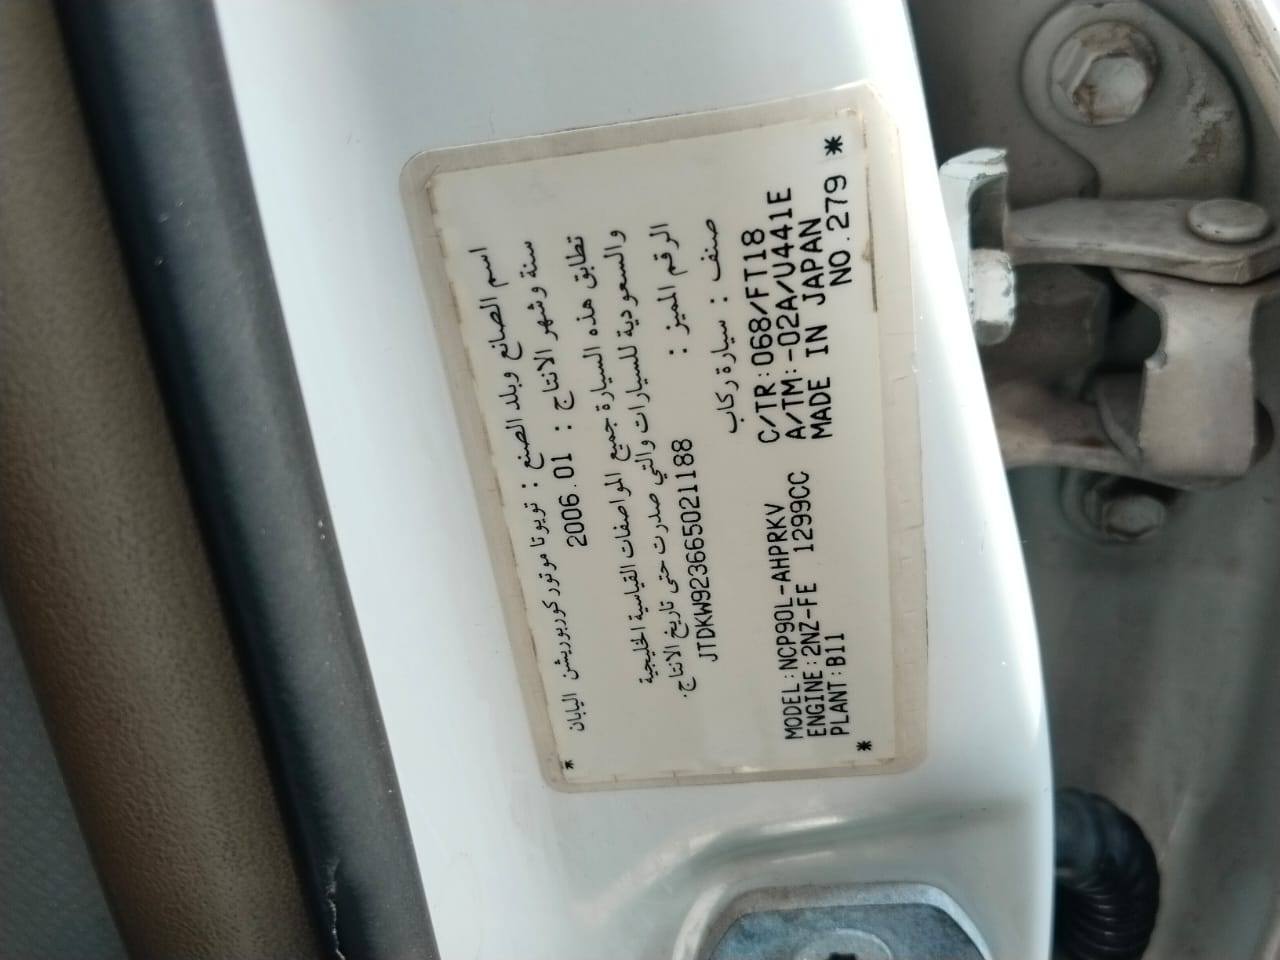 اسم الصانع وبلد الصنع : تويوتا موتور كوربوريشن اليابان *
سنة وشهر الانتاج : 2006.01
تطابق هذه السيارة جميع المواصفات القياسية الخليجية
والسعودية للسيارات والتي صدرت حتى تاريخ الانتاج.
الرقم المميز : JTDKW923665021188
صنف : سيارة ركاب
MODEL:NCP90L-AHPRKV C/TR:068/FT18
ENGINE:2NZ-FE 1299CC A/TM:-02A/U441E
PLANT:B11 MADE IN JAPAN
* NO.279 *